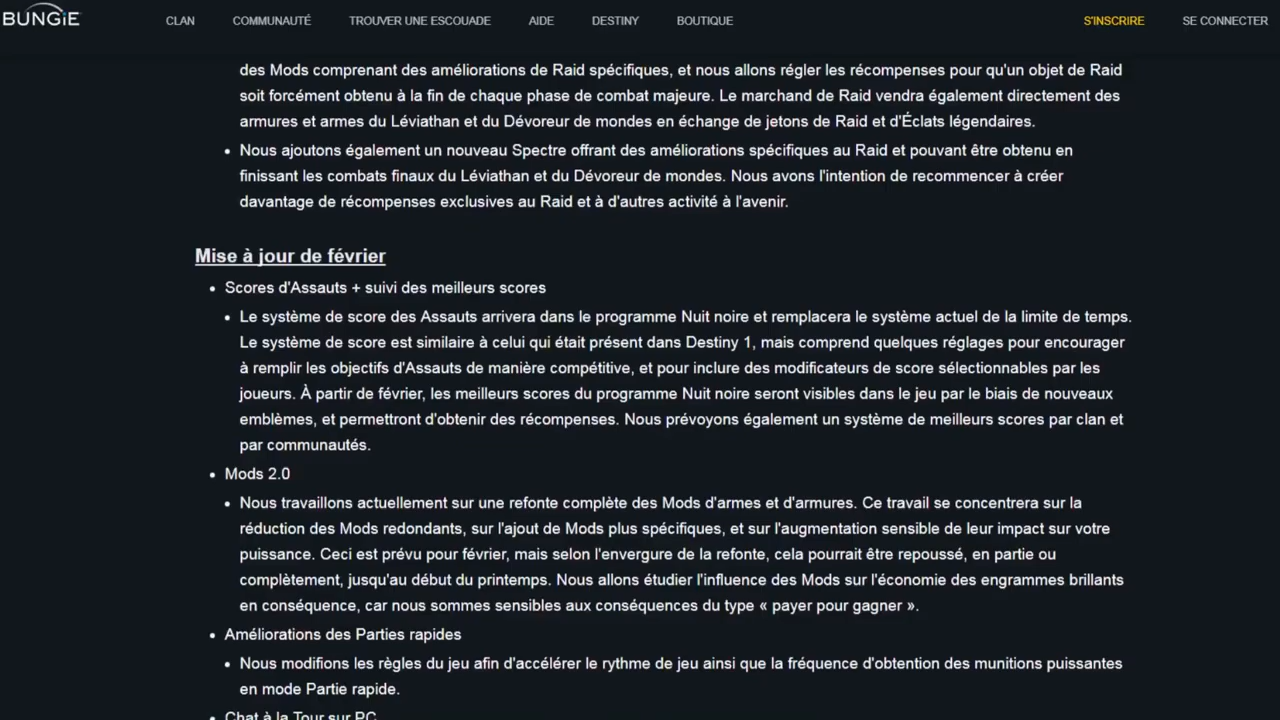 BUNGiE
CLAN COMMUNAUTÉ TROUVER UNE ESCOUADE AIDE DESTINY BOUTIQUE S'INSCRIRE SE CONNECTER
des Mods comprenant des améliorations de Raid spécifiques, et nous allons régler les récompenses pour qu'un objet de Raid
soit forcément obtenu à la fin de chaque phase de combat majeure. Le marchand de Raid vendra également directement des
armures et armes du Léviathan et du Dévoreur de mondes en échange de jetons de Raid et d'Éclats légendaires.
• Nous ajoutons également un nouveau Spectre offrant des améliorations spécifiques au Raid et pouvant être obtenu en
finissant les combats finaux du Léviathan et du Dévoreur de mondes. Nous avons l'intention de recommencer à créer
davantage de récompenses exclusives au Raid et à d'autres activité à l'avenir.
Mise à jour de février
• Scores d'Assauts + suivi des meilleurs scores
• Le système de score des Assauts arrivera dans le programme Nuit noire et remplacera le système actuel de la limite de temps.
Le système de score est similaire à celui qui était présent dans Destiny 1, mais comprend quelques réglages pour encourager
à remplir les objectifs d'Assauts de manière compétitive, et pour inclure des modificateurs de score sélectionnables par les
joueurs. À partir de février, les meilleurs scores du programme Nuit noire seront visibles dans le jeu par le biais de nouveaux
emblèmes, et permettront d'obtenir des récompenses. Nous prévoyons également un système de meilleurs scores par clan et
par communautés.
• Mods 2.0
• Nous travaillons actuellement sur une refonte complète des Mods d'armes et d'armures. Ce travail se concentrera sur la
réduction des Mods redondants, sur l'ajout de Mods plus spécifiques, et sur l'augmentation sensible de leur impact sur votre
puissance. Ceci est prévu pour février, mais selon l'envergure de la refonte, cela pourrait être repoussé, en partie ou
complètement, jusqu'au début du printemps. Nous allons étudier l'influence des Mods sur l'économie des engrammes brillants
en conséquence, car nous sommes sensibles aux conséquences du type « payer pour gagner ».
• Améliorations des Parties rapides
• Nous modifions les règles du jeu afin d'accélérer le rythme de jeu ainsi que la fréquence d'obtention des munitions puissantes
en mode Partie rapide.
• Chat à la Tour sur PC